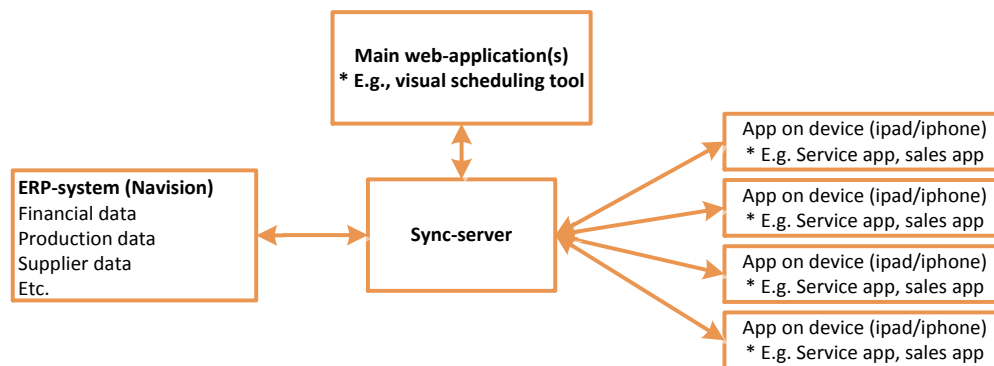 Main web-application(s)
* E.g., visual scheduling tool
ERP-system (Navision)
Financial data
Production data
Supplier data
Etc.
Sync-server
App on device (ipad/iphone)
* E.g. Service app, sales app
App on device (ipad/iphone)
* E.g. Service app, sales app
App on device (ipad/iphone)
* E.g. Service app, sales app
App on device (ipad/iphone)
* E.g. Service app, sales app